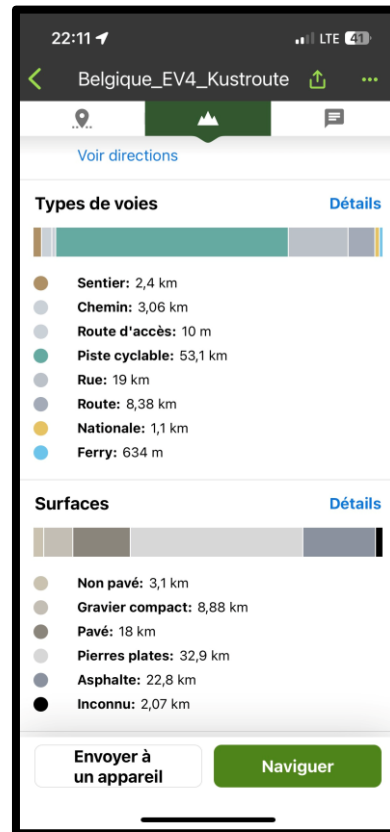 22:11
LTE 41
Belgique_EV4_Kustroute
Voir directions
Types de voies Détails
Sentier: 2,4 km
Chemin: 3,06 km
Route d'accès: 10 m
Piste cyclable: 53,1 km
Rue: 19 km
Route: 8,38 km
Nationale: 1,1 km
Ferry: 634 m
Surfaces Détails
Non pavé: 3,1 km
Gravier compact: 8,88 km
Pavé: 18 km
Pierres plates: 32,9 km
Asphalte: 22,8 km
Inconnu: 2,07 km
Envoyer à
un appareil
Naviguer